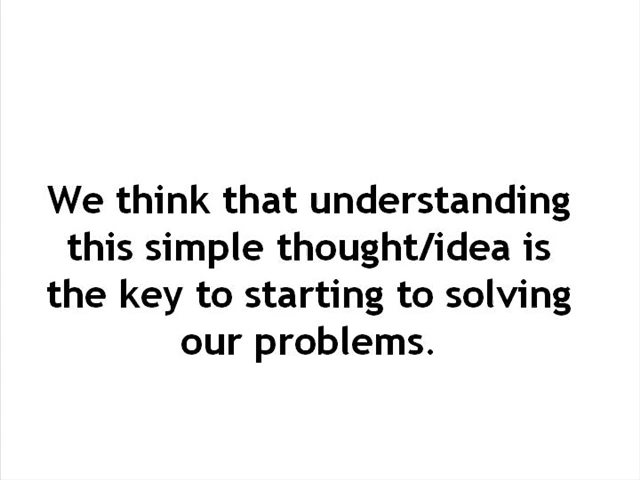 We think that understanding
this simple thought/idea is
the key to starting to solving
our problems.